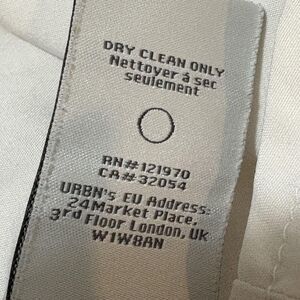 DRY CLEAN ONLY
Nettoyer à sec
seulement
RN#121970
CA#32054
URBN's EU Address:
24 Market Place,
3rd Floor London, UK
W1W8AN